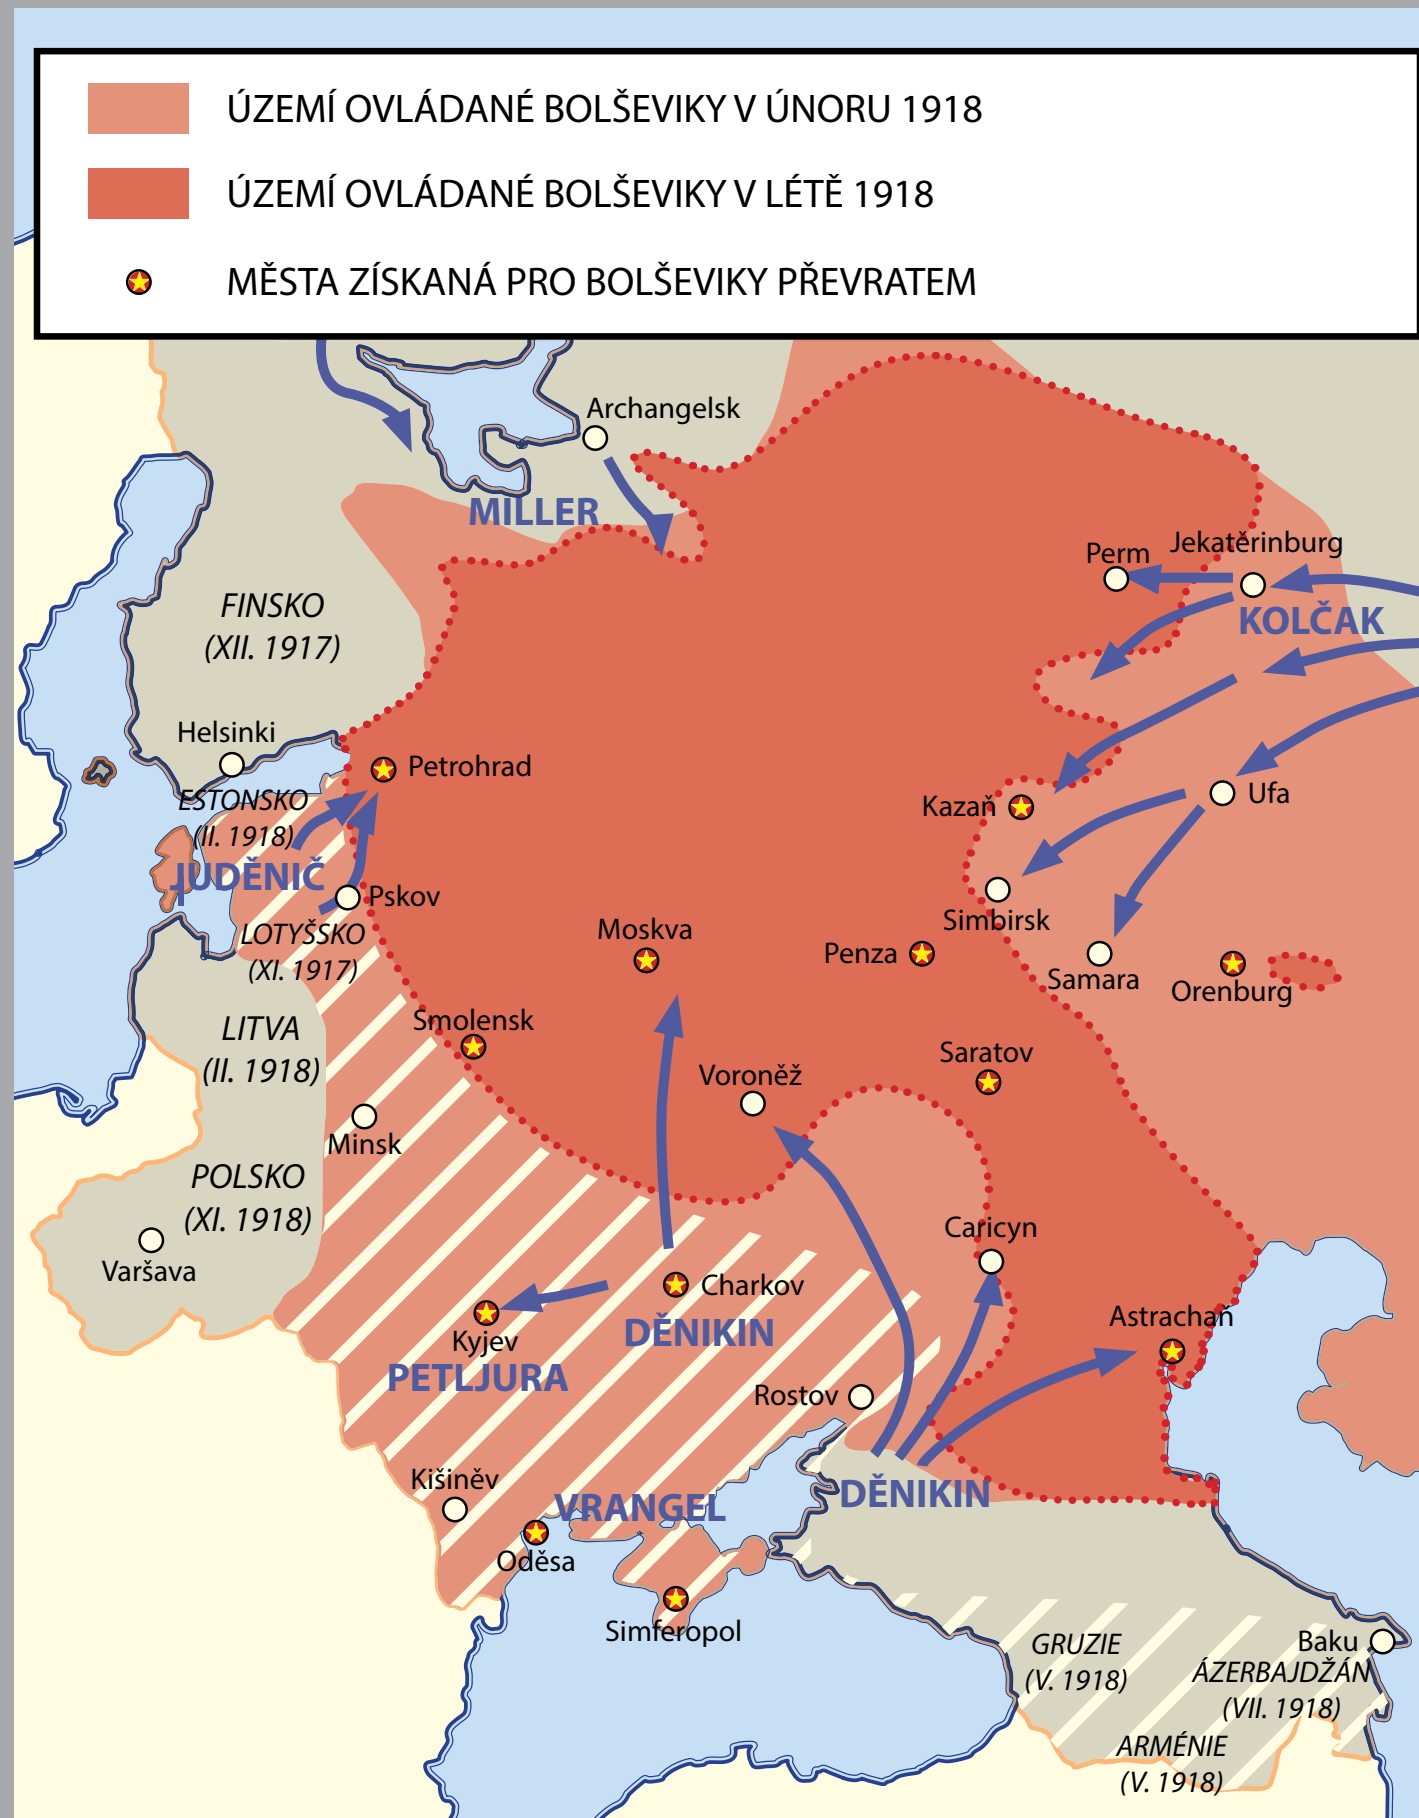 ÚZEMÍ OVLÁDANÉ BOLŠEVIKY V ÚNORU 1918
ÚZEMÍ OVLÁDANÉ BOLŠEVIKY V LÉTĚ 1918
MĚSTA ZÍSKANÁ PRO BOLŠEVIKY PŘEVRATEM
Archangelsk
MILLER
Perm
Jekatěrinburg
KOLČAK
FINSKO
(XII. 1917)
Helsinki
Petrohrad
ESTONSKO
(II. 1918)
JUDĚNIČ
Kazaň
Ufa
Pskov
Simbirsk
LOTYŠSKO
(XI. 1917)
Moskva
Penza
Samara
Orenburg
LITVA
(II. 1918)
Smolensk
Saratov
Voroněž
Minsk
POLSKO
(XI. 1918)
Varšava
Caricyn
Charkov
Kyjev
DĚNIKIN
PETLJURA
Astrachaň
Rostov
Kišiněv
VRANGEL
DĚNIKIN
Oděsa
Simferopol
GRUZIE
(V. 1918)
Baku
ÁZERBAJDŽÁN
(VII. 1918)
ARMÉNIE
(V. 1918)